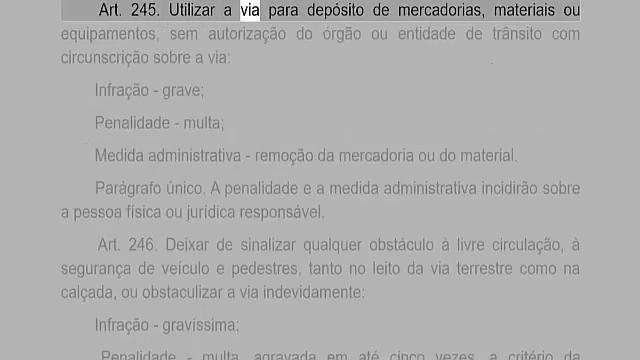 Art. 245. Utilizar a via para depósito de mercadorias, materiais ou
equipamentos, sem autorização do órgão ou entidade de trânsito com
circunscrição sobre a via:
Infração - grave;
Penalidade - multa;
Medida administrativa - remoção da mercadoria ou do material.
Parágrafo único. A penalidade e a medida administrativa incidirão sobre
a pessoa física ou jurídica responsável.
Art. 246. Deixar de sinalizar qualquer obstáculo à livre circulação, à
segurança de veículo e pedestres, tanto no leito da via terrestre como na
calçada, ou obstaculizar a via indevidamente:
Infração - gravíssima;
Penalidade - multa, agravada em até cinco vezes, a critério da